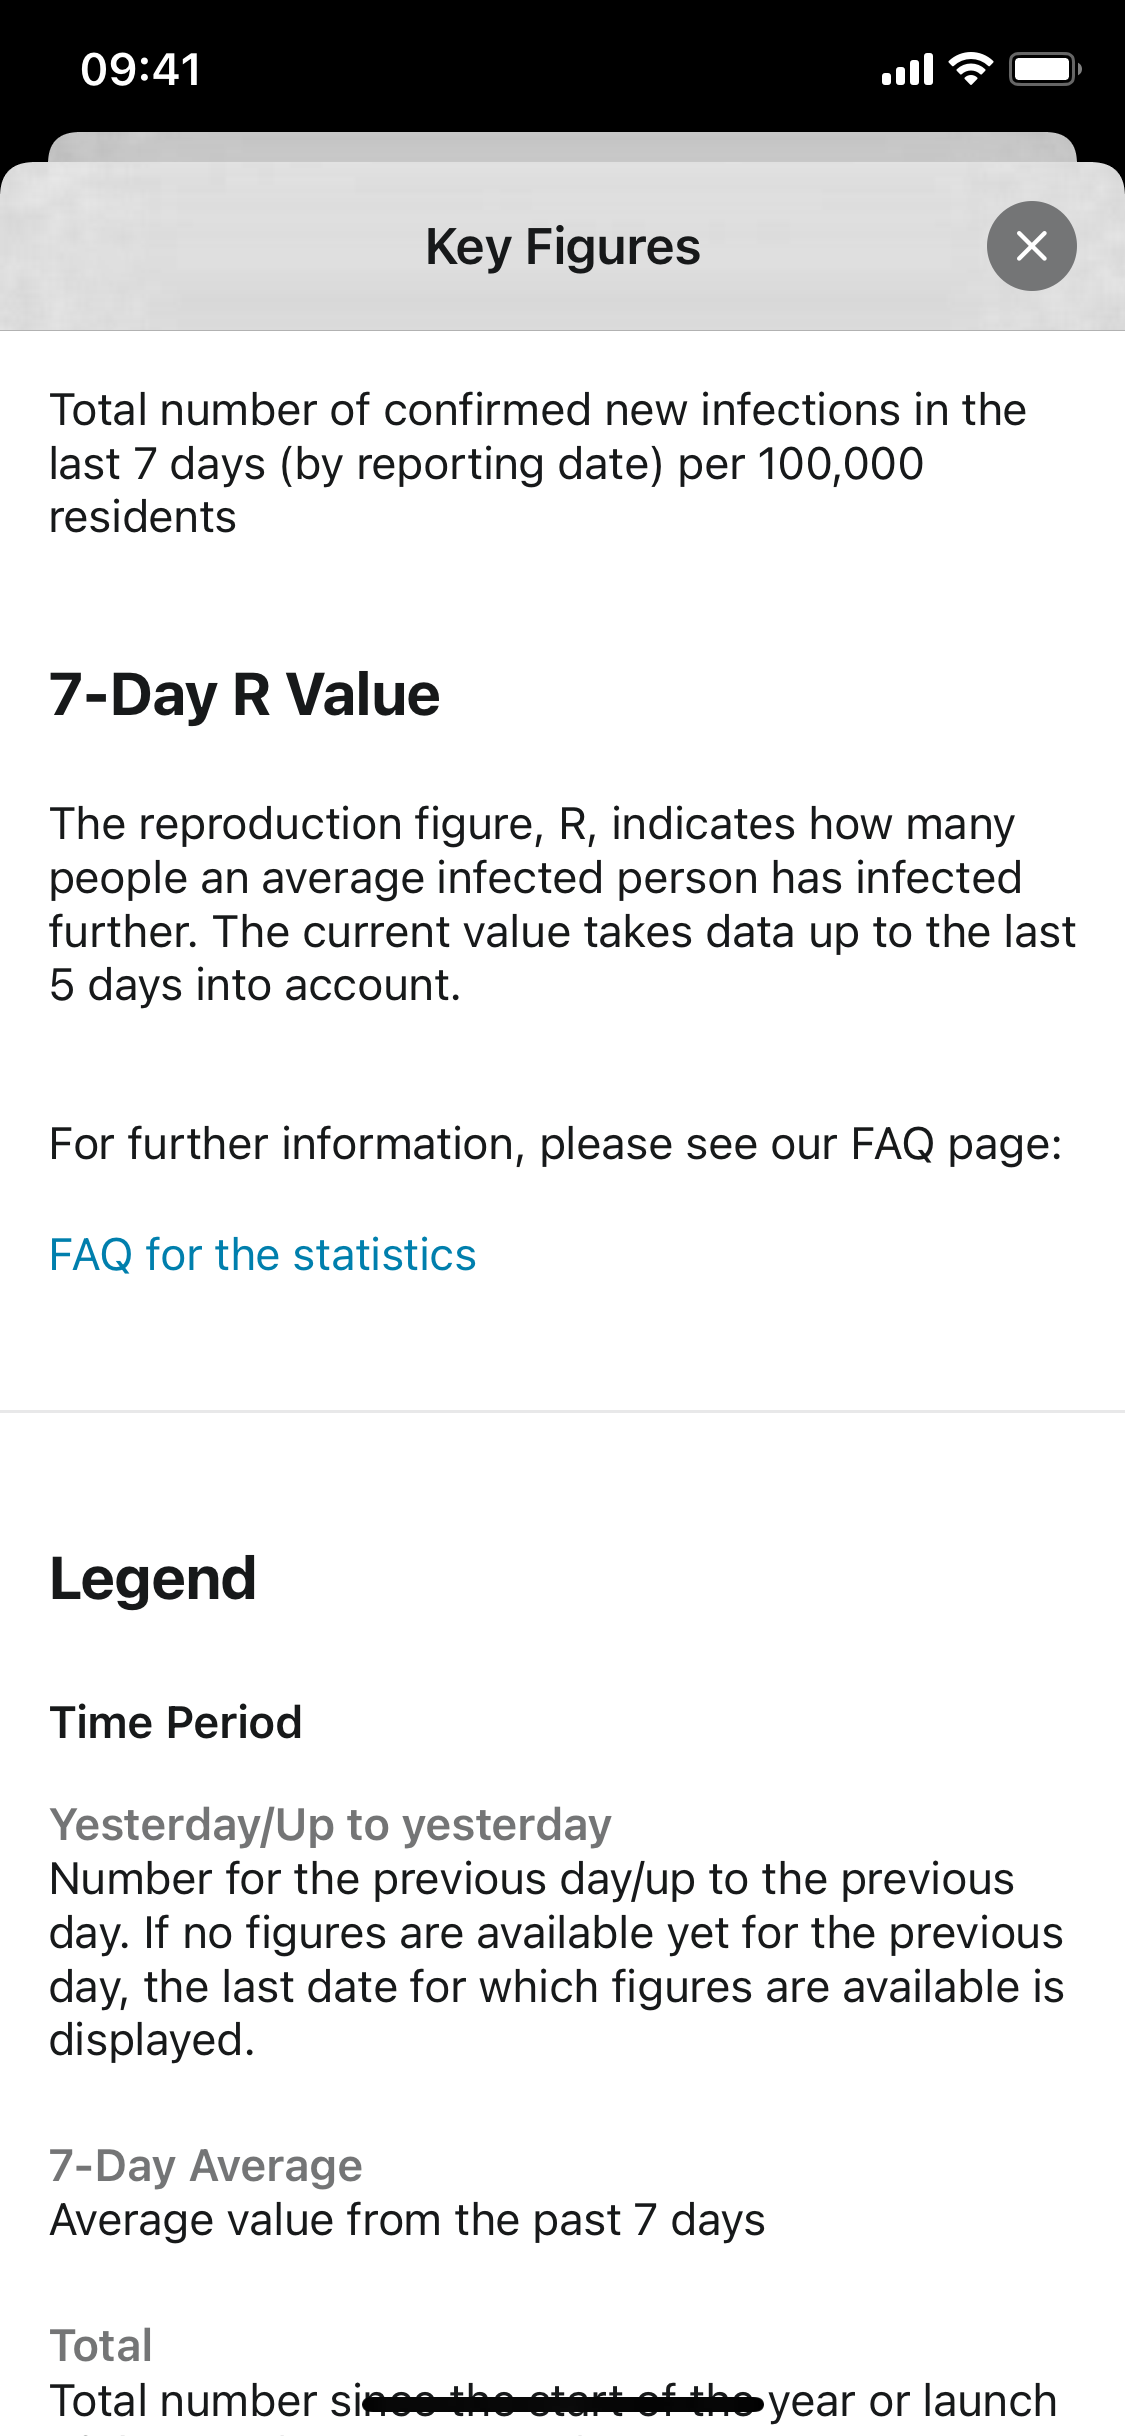 09:41
Key Figures
Total number of confirmed new infections in the
last 7 days (by reporting date) per 100,000
residents
7-Day R Value
The reproduction figure, R, indicates how many
people an average infected person has infected
further. The current value takes data up to the last
5 days into account.
For further information, please see our FAQ page:
FAQ for the statistics
Legend
Time Period
Yesterday/Up to yesterday
Number for the previous day/up to the previous
day. If no figures are available yet for the previous
day, the last date for which figures are available is
displayed.
7-Day Average
Average value from the past 7 days
Total
Total number since the start of the year or launch